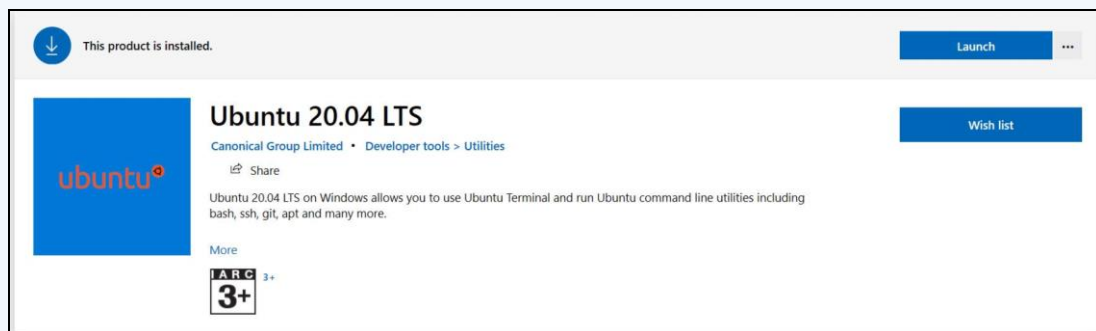 This product is installed.
Launch
...
Ubuntu 20.04 LTS
Canonical Group Limited • Developer tools > Utilities
Wish list
ubuntu
Share
Ubuntu 20.04 LTS on Windows allows you to use Ubuntu Terminal and run Ubuntu command line utilities including
bash, ssh, git, apt and many more.
More
IARC
3+
3+